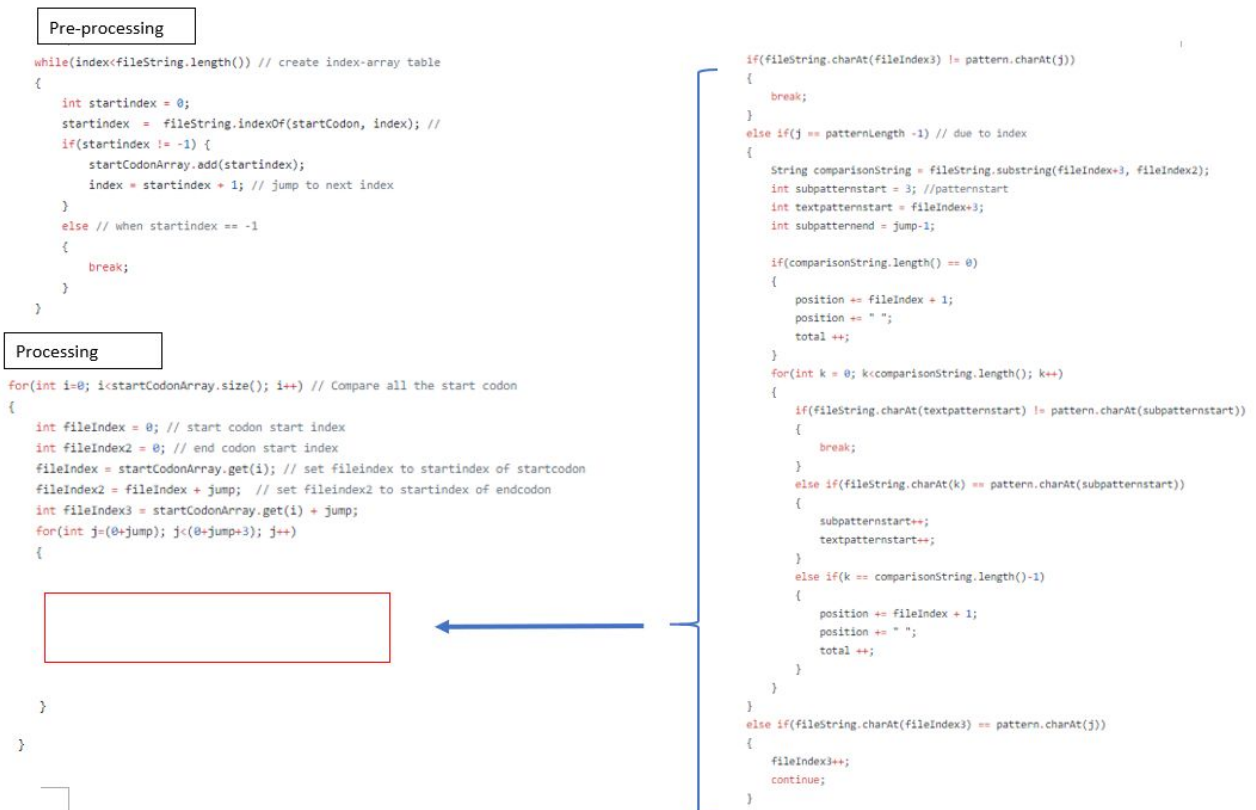 Pre-processing
while(index<fileString.length()) // create index-array table
{
int startindex = 0;
startindex = fileString.indexOf(startCodon, index); //
if(startindex != -1) {
startCodonArray.add(startindex);
index = startindex + 1; // jump to next index
}
else // when startindex == -1
{
break;
}
}
Processing
for(int i=0; i<startCodonArray.size(); i++) // Compare all the start codon
{
int fileIndex = 0; // start codon start index
int fileIndex2 = 0; // end codon start index
fileIndex = startCodonArray.get(i); // set fileindex to startindex of startcodon
fileIndex2 = fileIndex + jump; // set fileindex2 to startindex of endcodon
int fileIndex3 = startCodonArray.get(i) + jump;
for(int j=(0+jump); j<(0+jump+3); j++)
{
}
}
if(fileString.charAt(fileIndex3) != pattern.charAt(j))
{
break;
}
else if(j == patternLength -1) // due to index
{
String comparisonString = fileString.substring(fileIndex+3, fileIndex2);
int subpatternstart = 3; //patternstart
int textpatternstart = fileIndex+3;
int subpatternend = jump-1;
if(comparisonString.length() == 0)
{
position += fileIndex + 1;
position += " ";
total ++;
}
for(int k = 0; k<comparisonString.length(); k++)
{
if(fileString.charAt(textpatternstart) != pattern.charAt(subpatternstart))
{
break;
}
else if(fileString.charAt(k) == pattern.charAt(subpatternstart))
{
subpatternstart++;
textpatternstart++;
}
else if(k == comparisonString.length()-1)
{
position += fileIndex + 1;
position += " ";
total ++;
}
}
}
else if(fileString.charAt(fileIndex3) == pattern.charAt(j))
{
fileIndex3++;
continue;
}